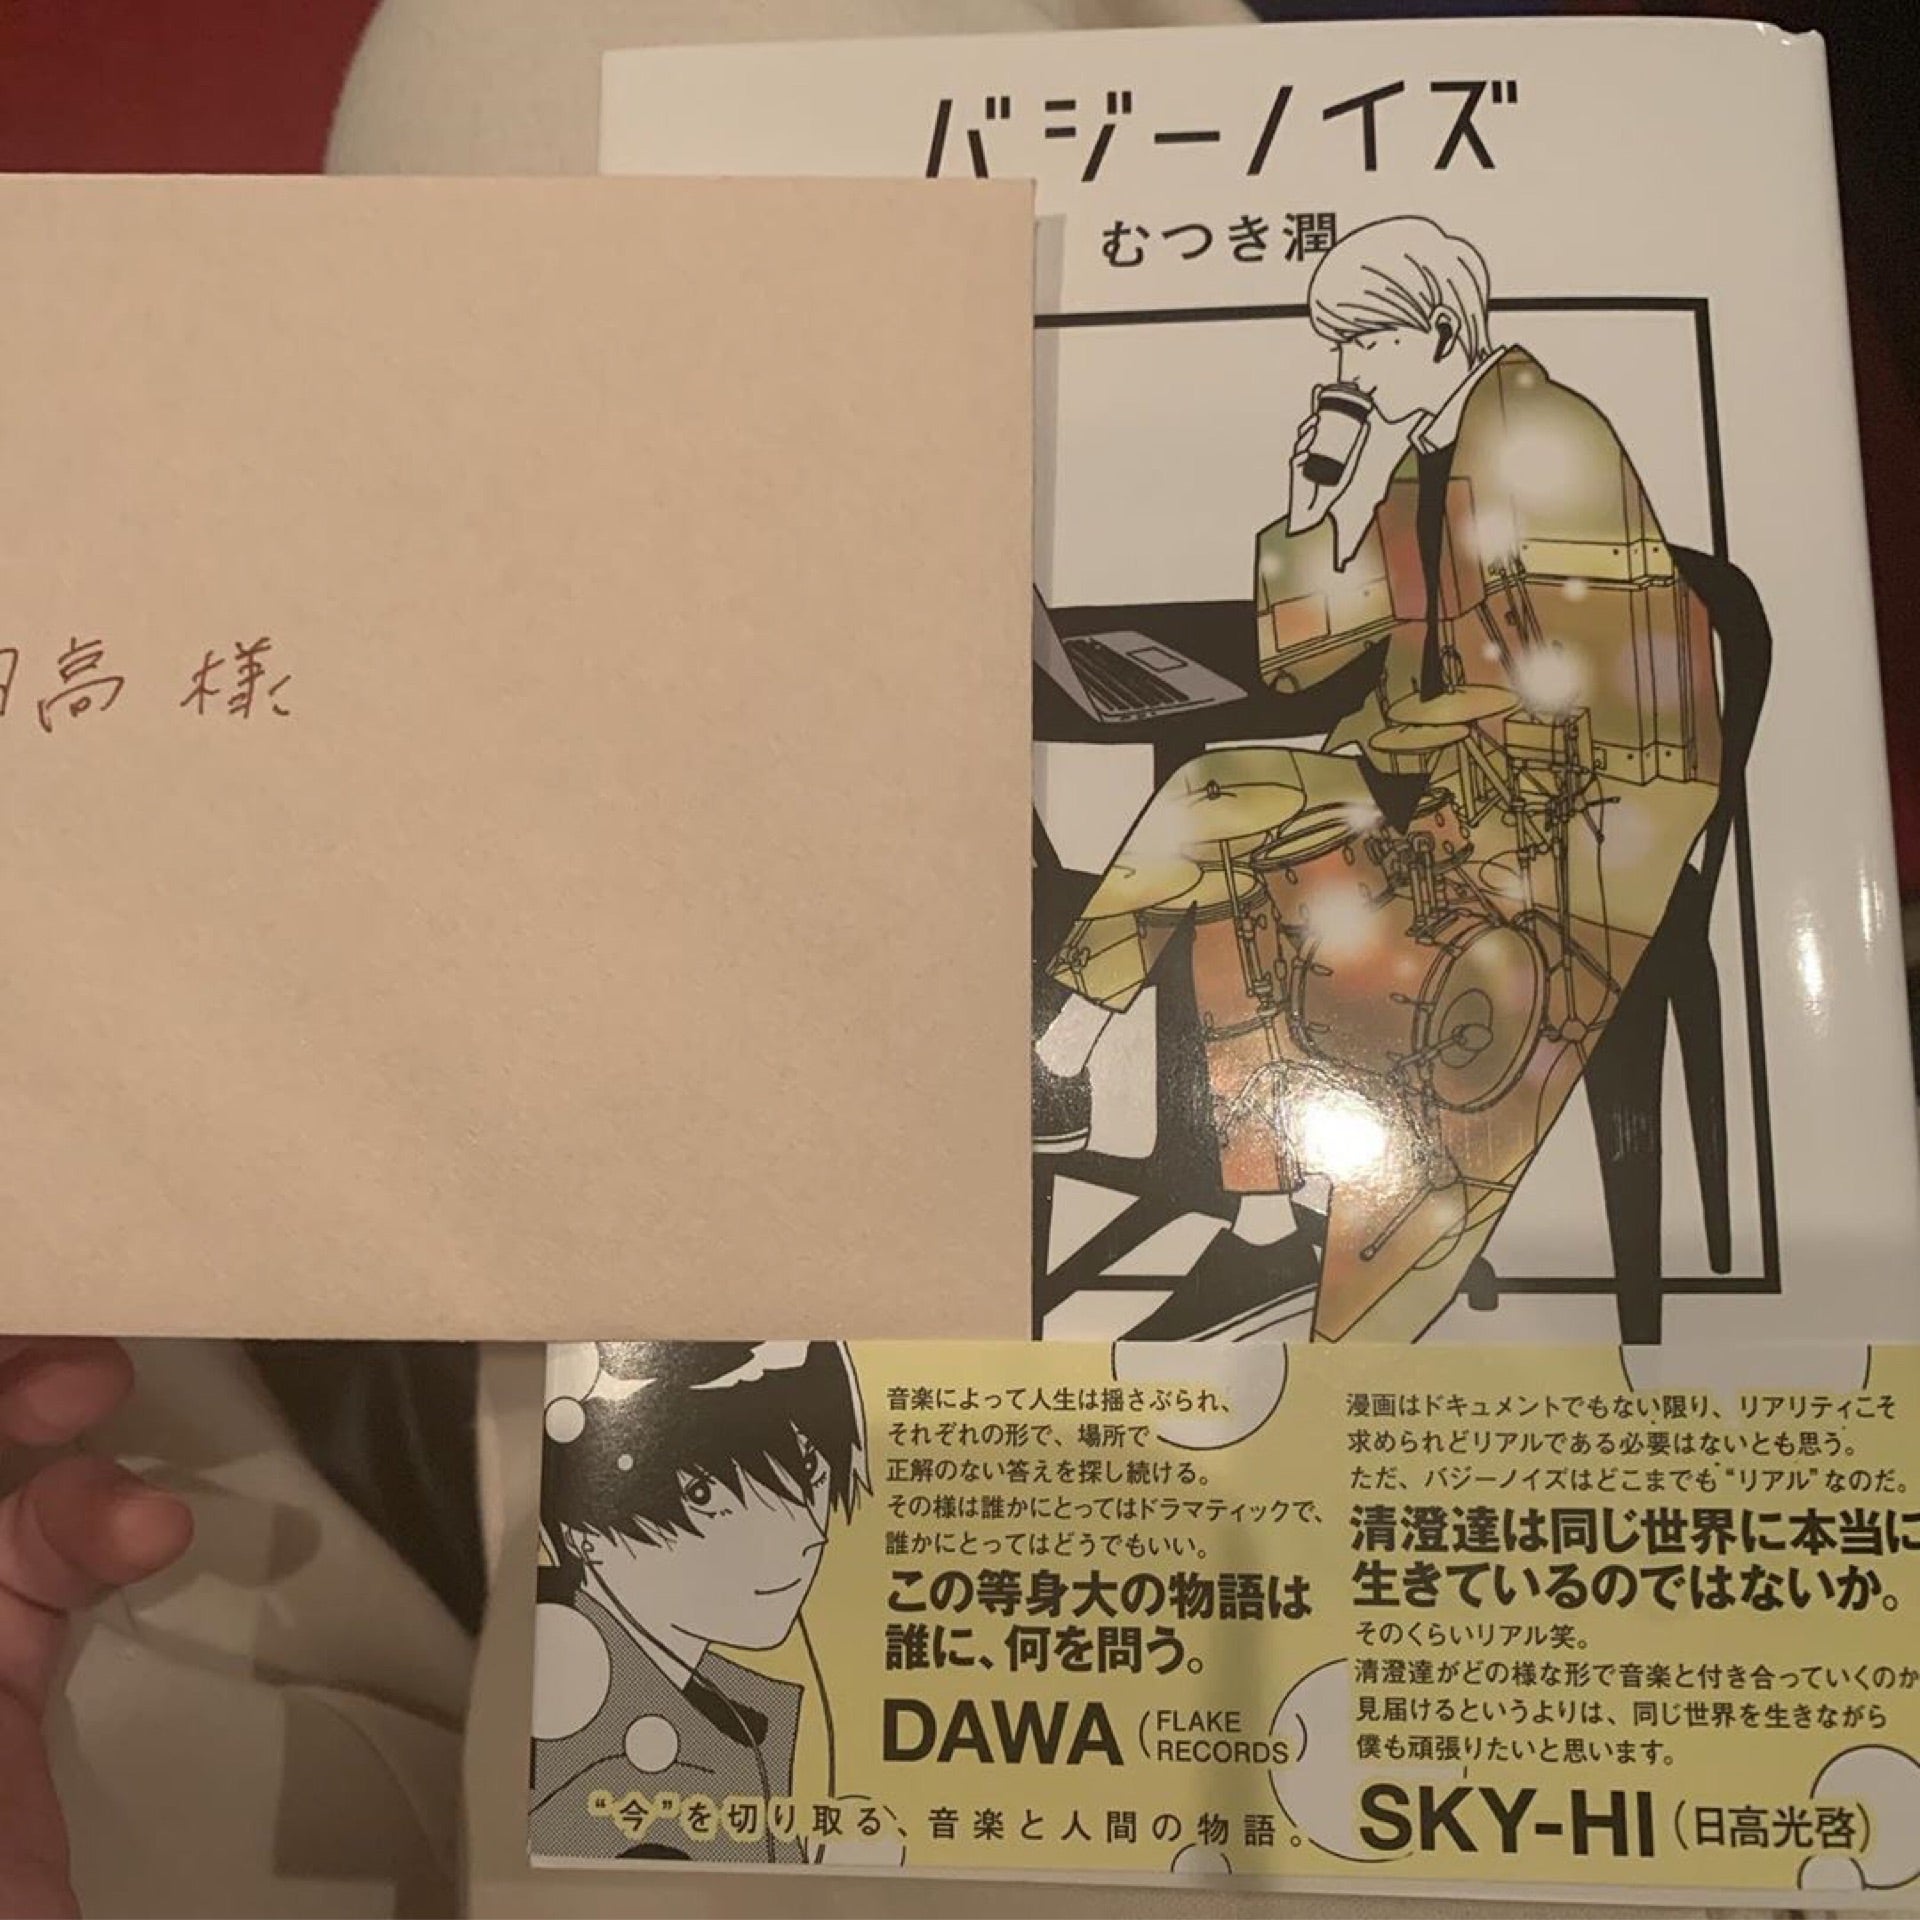 バジーノイズ
むつき潤
日高 様
音楽によって人生は揺さぶられ、
それぞれの形で、場所で
正解のない答えを探し続ける。
その様は誰かにとってはドラマティックで、
誰かにとってはどうでもいい。
この等身大の物語は
誰に、何を問う。
DAWA (FLAKE RECORDS)
漫画はドキュメントでもない限り、リアリティこそ
求められどリアルである必要はないとも思う。
ただ、バジーノイズはどこまでも“リアル”なのだ。
清澄達は同じ世界に本当に
生きているのではないか。
そのくらいリアル笑。
清澄達がどの様な形で音楽と付き合っていくのか
見届けるというよりは、同じ世界を生きながら
僕も頑張りたいと思います。
SKY-HI (日高光啓)
“今”を切り取る、音楽と人間の物語。